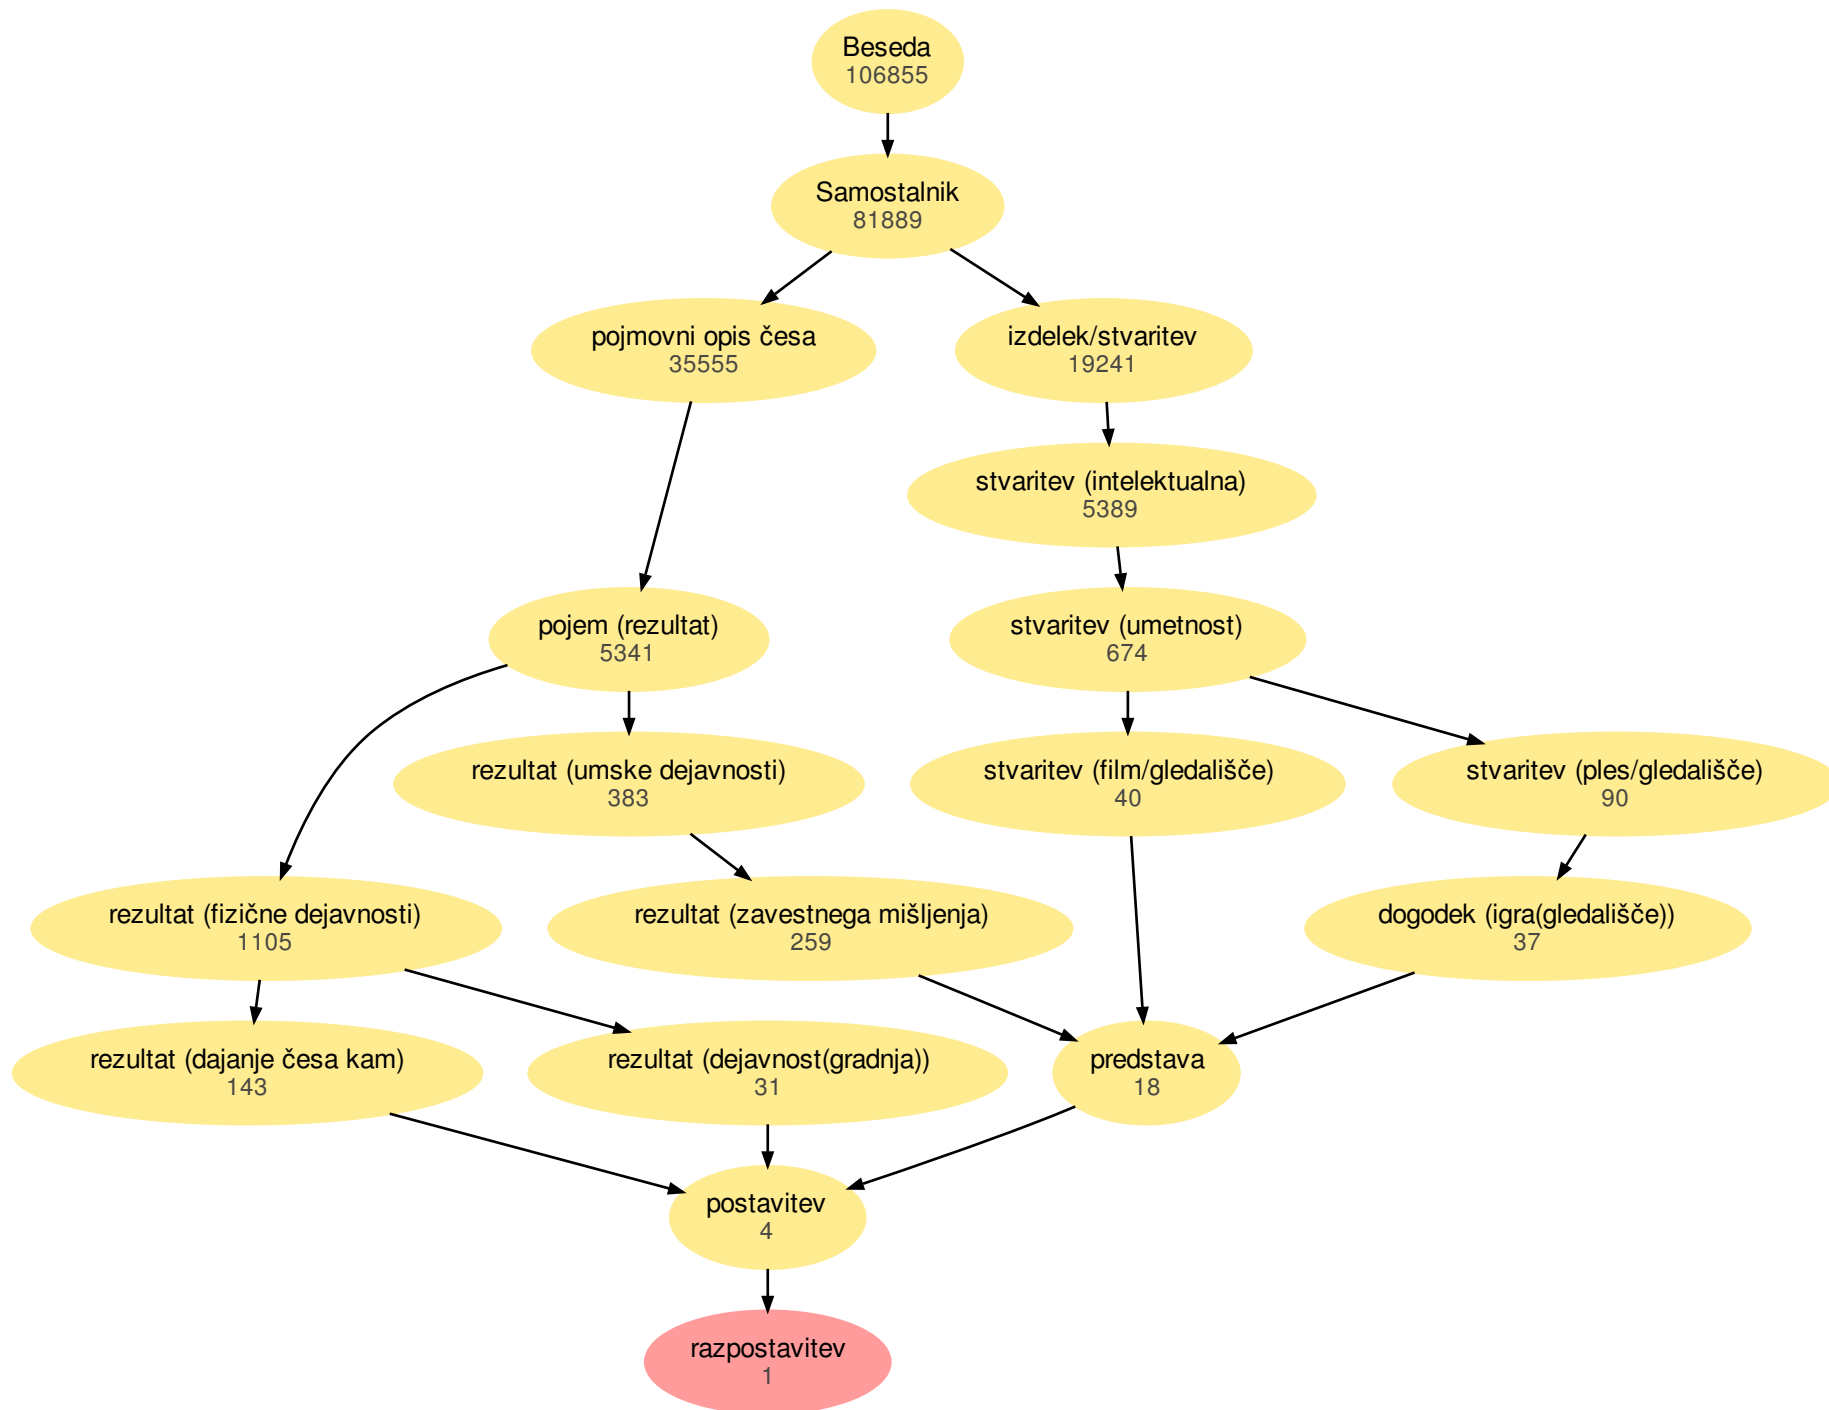 Beseda
106855
Samostalnik
81889
pojmovni opis česa
35555
izdelek/stvaritev
19241
stvaritev (intelektualna)
5389
pojem (rezultat)
5341
stvaritev (umetnost)
674
rezultat (umske dejavnosti)
383
stvaritev (film/gledališče)
40
stvaritev (ples/gledališče)
90
rezultat (fizične dejavnosti)
1105
rezultat (zavestnega mišljenja)
259
dogodek (igra(gledališče))
37
rezultat (dajanje česa kam)
143
rezultat (dejavnost(gradnja))
31
predstava
18
postavitev
4
razpostavitev
1